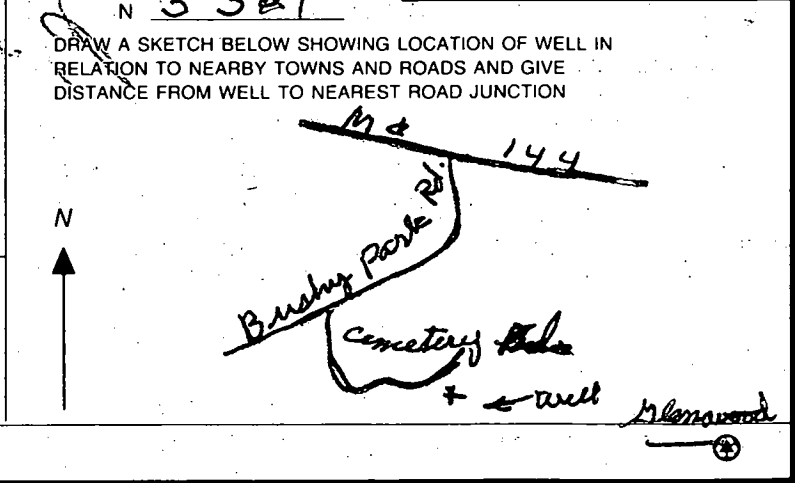 N
DRAW A SKETCH BELOW SHOWING LOCATION OF WELL IN
RELATION TO NEARBY TOWNS AND ROADS AND GIVE
DISTANCE FROM WELL TO NEAREST ROAD JUNCTION
Md 144
N
Bushy Park Rd.
Cemetery
← Well
Glenwood